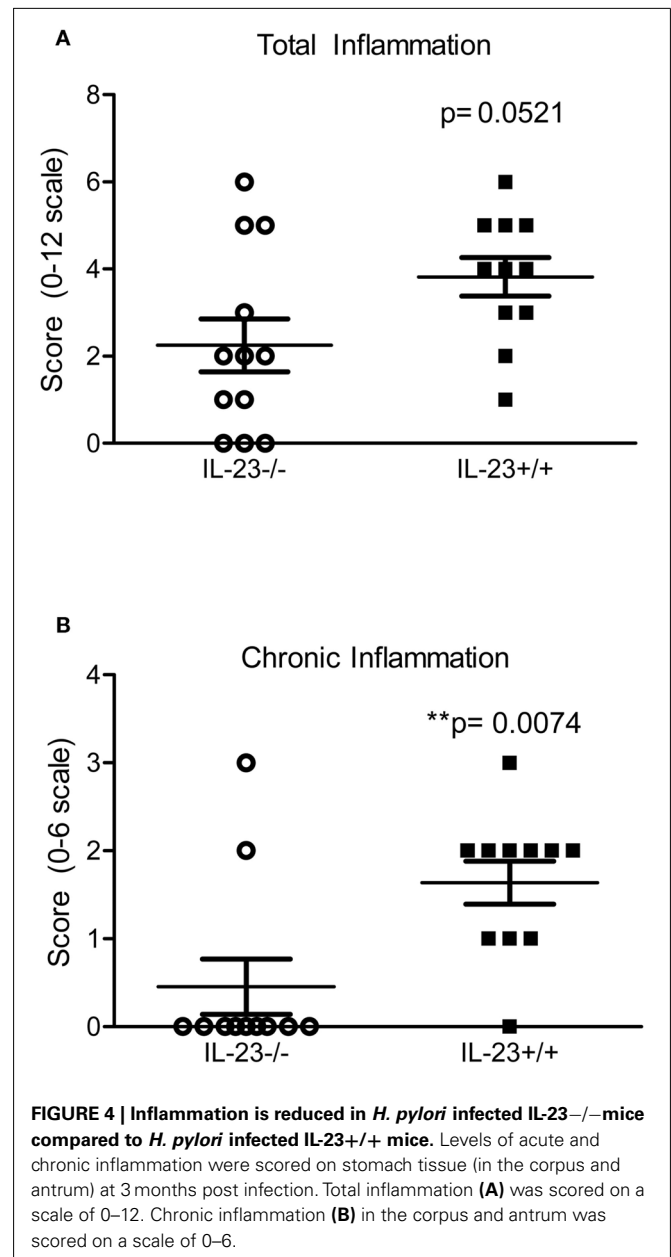 A
Total Inflammation
p= 0.0521
Score (0-12 scale)
8
6
4
2
0
IL-23-/-
IL-23+/+
B
Chronic Inflammation
**p= 0.0074
Score (0-6 scale)
4
3
2
1
0
IL-23-/-
IL-23+/+
FIGURE 4 | Inflammation is reduced in H. pylori infected IL-23−/−mice
compared to H. pylori infected IL-23+/+ mice. Levels of acute and
chronic inflammation were scored on stomach tissue (in the corpus and
antrum) at 3 months post infection. Total inflammation (A) was scored on a
scale of 0–12. Chronic inflammation (B) in the corpus and antrum was
scored on a scale of 0–6.